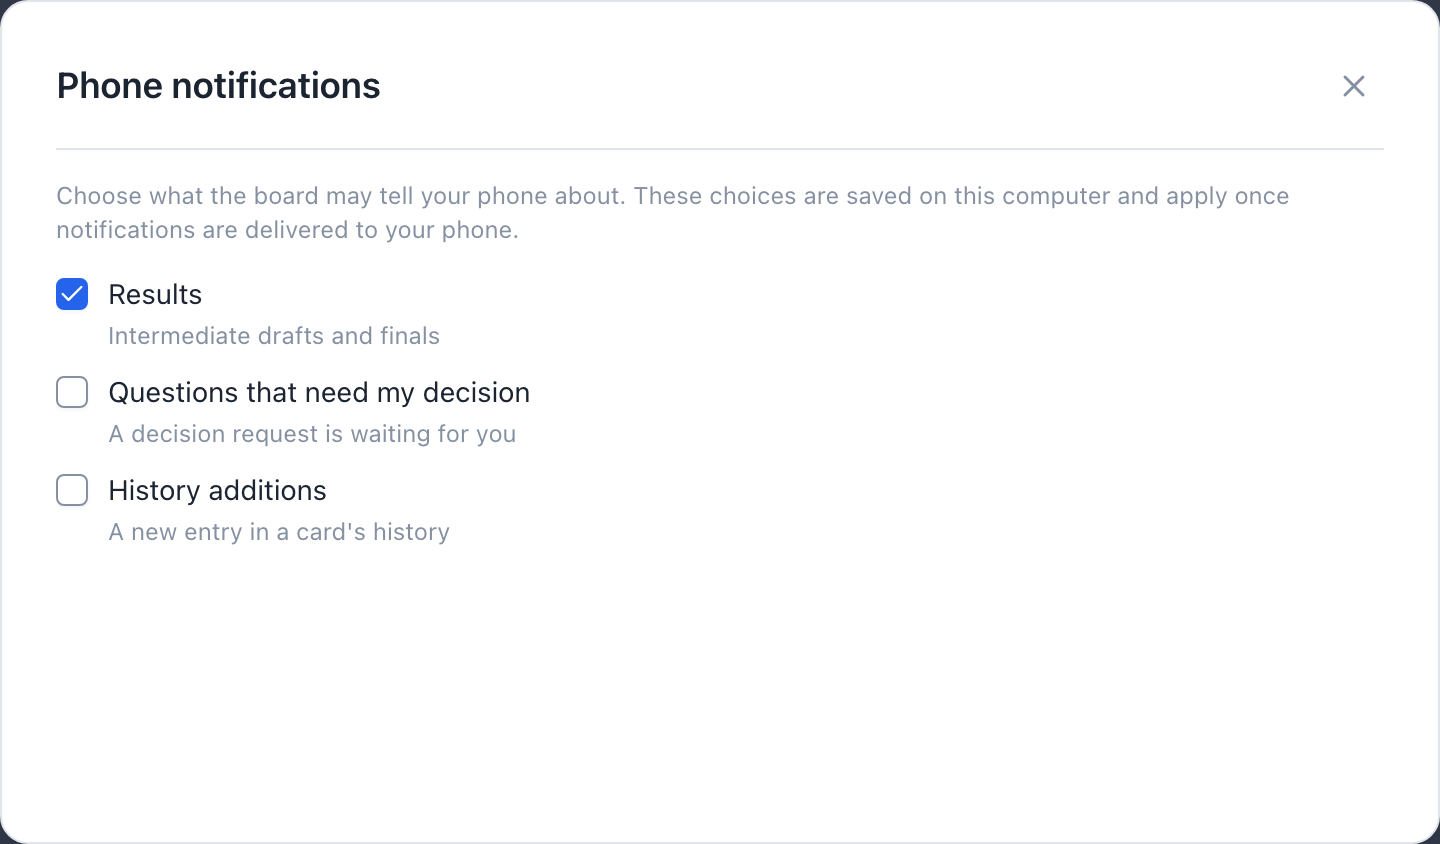 Phone notifications
Choose what the board may tell your phone about. These choices are saved on this computer and apply once
notifications are delivered to your phone.
Results
Intermediate drafts and finals
Questions that need my decision
A decision request is waiting for you
History additions
A new entry in a card's history